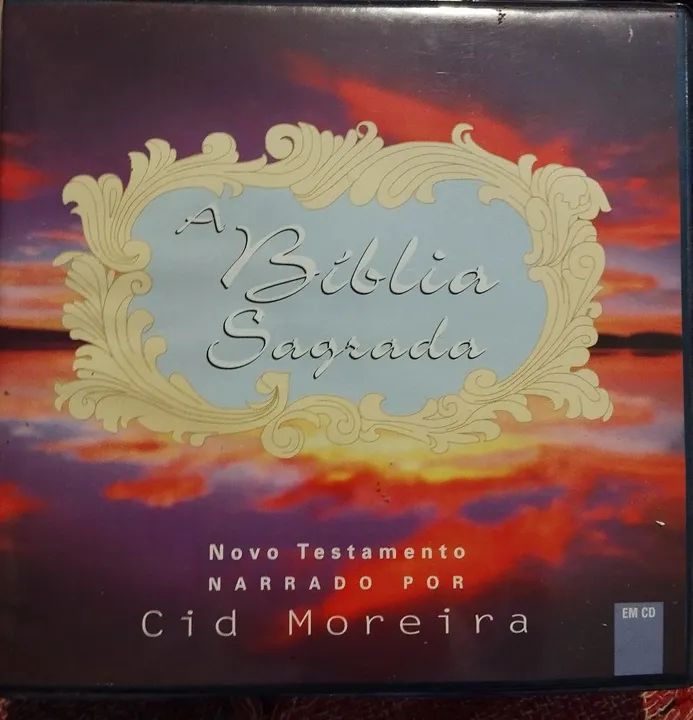 A
Bíblia
Sagrada
Novo Testamento
NARRADO POR
Cid Moreira
EM CD